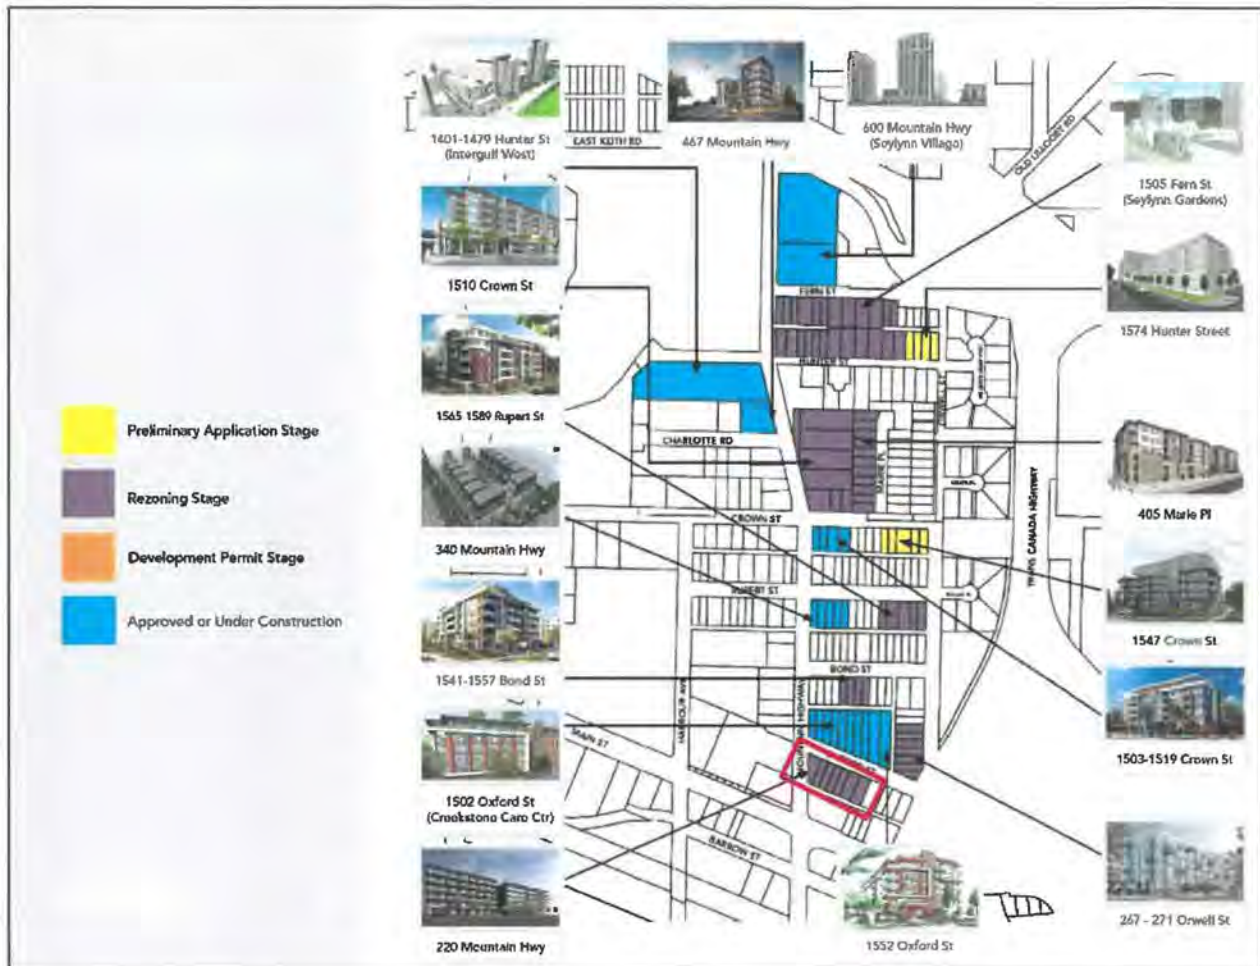 1401-1479 Hunter St
(Intergulf West)
EAST KEITH RD
467 Mountain Hwy
600 Mountain Hwy
(Seylynn Village)
1505 Fern St
(Seylynn Gardens)
1510 Crown St
FERN ST
1574 Hunter Street
HUNTER ST
1565 1589 Rupert St
CHARLOTTE RD
MARIE PL
405 Marie Pl
Preliminary Application Stage
Rezoning Stage
Development Permit Stage
Approved or Under Construction
CROWN ST
TRANS CANADA HIGHWAY
340 Mountain Hwy
RUPERT ST
1547 Crown St
BOND ST
1541-1557 Bond St
HARBOUR AVE
MOUNTAIN HIGHWAY
MAIN ST
1503-1519 Crown St
1502 Oxford St
(Creekstone Care Ctr)
BARROW ST
220 Mountain Hwy
1552 Oxford St
267 - 271 Orwell St